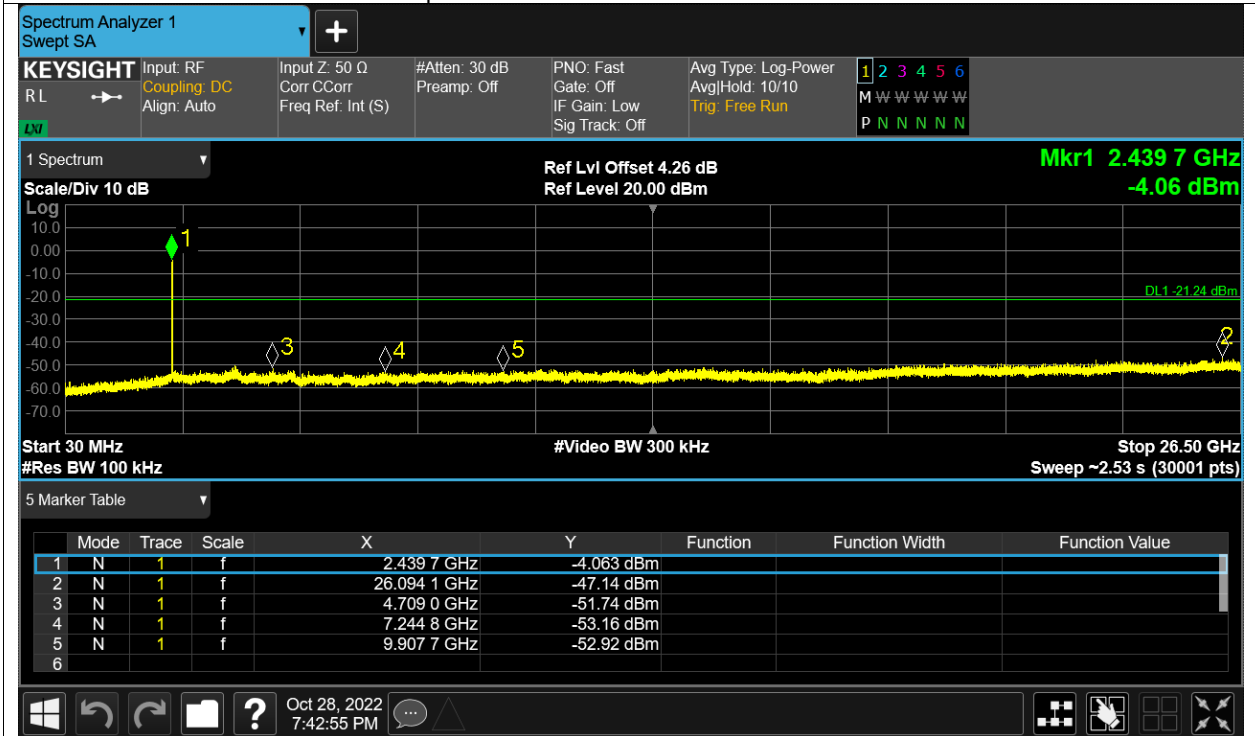 Spectrum Analyzer 1
Swept SA
+
KEYSIGHT Input: RF Input Z: 50 Ω #Atten: 30 dB PNO: Fast Avg Type: Log-Power 1 2 3 4 5 6
R L Coupling: DC Corr CCorr Preamp: Off Gate: Off Avg|Hold: 10/10 M W W W W W W
Align: Auto Freq Ref: Int (S) IF Gain: Low Trig: Free Run P N N N N N N
LXI Sig Track: Off
1 Spectrum
Ref Lvl Offset 4.26 dB Mkr1 2.439 7 GHz
Scale/Div 10 dB Ref Level 20.00 dBm -4.06 dBm
Log
10.0
1
0.00
-10.0
-20.0 DL1 -21.24 dBm
-30.0
-40.0 3 4 5 2
-50.0
-60.0
-70.0
Start 30 MHz #Video BW 300 kHz Stop 26.50 GHz
#Res BW 100 kHz Sweep ~2.53 s (30001 pts)
5 Marker Table
Mode Trace Scale X Y Function Function Width Function Value
1 N 1 f 2.439 7 GHz -4.063 dBm
2 N 1 f 26.094 1 GHz -47.14 dBm
3 N 1 f 4.709 0 GHz -51.74 dBm
4 N 1 f 7.244 8 GHz -53.16 dBm
5 N 1 f 9.907 7 GHz -52.92 dBm
6
? Oct 28, 2022
7:42:55 PM